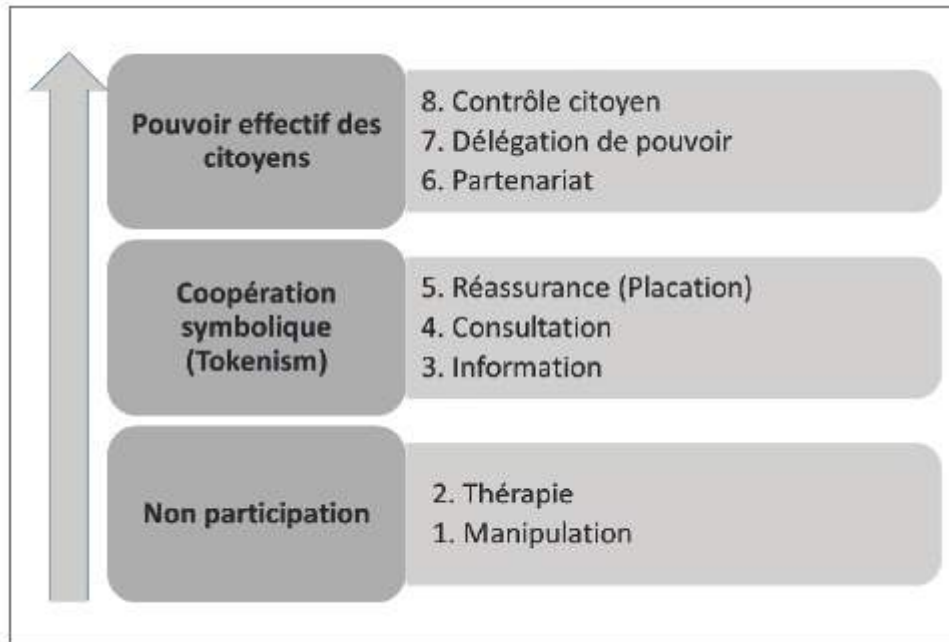 Pouvoir effectif des
citoyens
8. Contrôle citoyen
7. Délégation de pouvoir
6. Partenariat
Coopération
symbolique
(Tokenism)
5. Réassurance (Placation)
4. Consultation
3. Information
Non participation
2. Thérapie
1. Manipulation